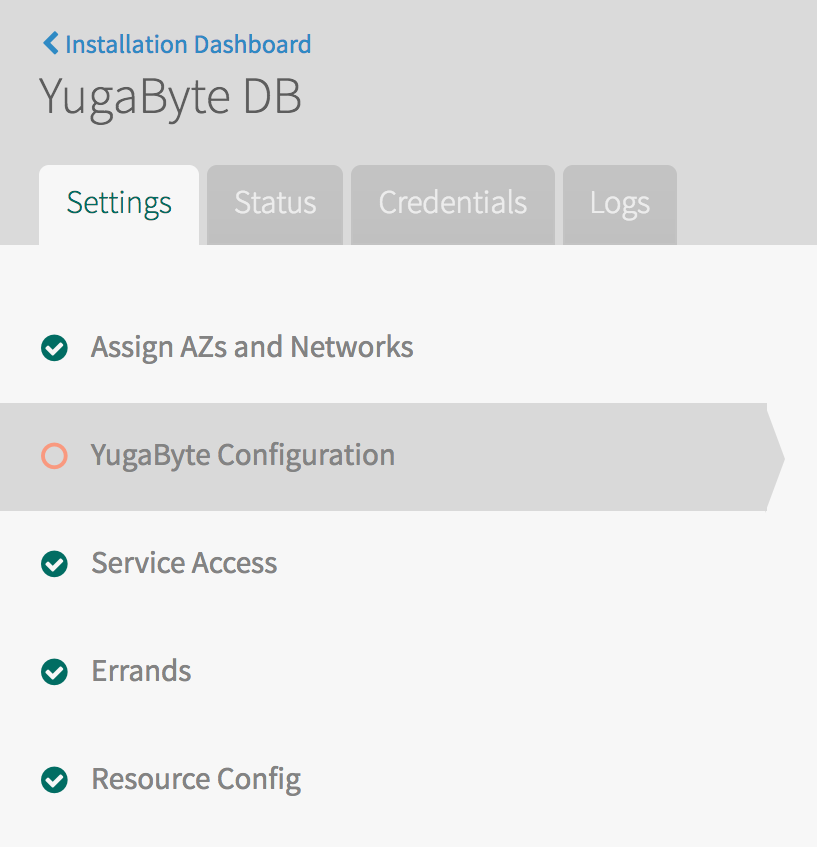 Installation Dashboard
YugaByte DB
Settings Status Credentials Logs
Assign AZs and Networks
YugaByte Configuration
Service Access
Errands
Resource Config